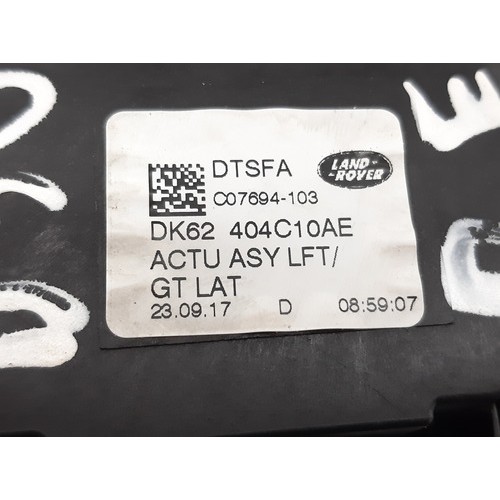 DTSFA
LAND-
-ROVER
C07694-103
DK62 404C10AE
ACTU ASY LFT/
GT LAT
23.09.17 D 08:59:07